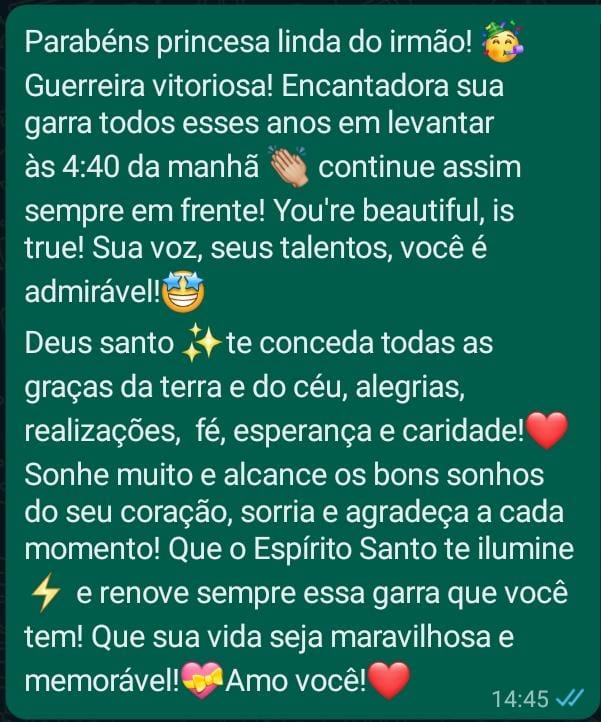 Parabéns princesa linda do irmão! 🥳
Guerreira vitoriosa! Encantadora sua
garra todos esses anos em levantar
às 4:40 da manhã 👏🏼 continue assim
sempre em frente! You're beautiful, is
true! Sua voz, seus talentos, você é
admirável!🤩
Deus santo ✨te conceda todas as
graças da terra e do céu, alegrias,
realizações,  fé, esperança e caridade!❤️
Sonhe muito e alcance os bons sonhos
do seu coração, sorria e agradeça a cada
momento! Que o Espírito Santo te ilumine
⚡ e renove sempre essa garra que você
tem! Que sua vida seja maravilhosa e
memorável!💝Amo você!❤️
14:45